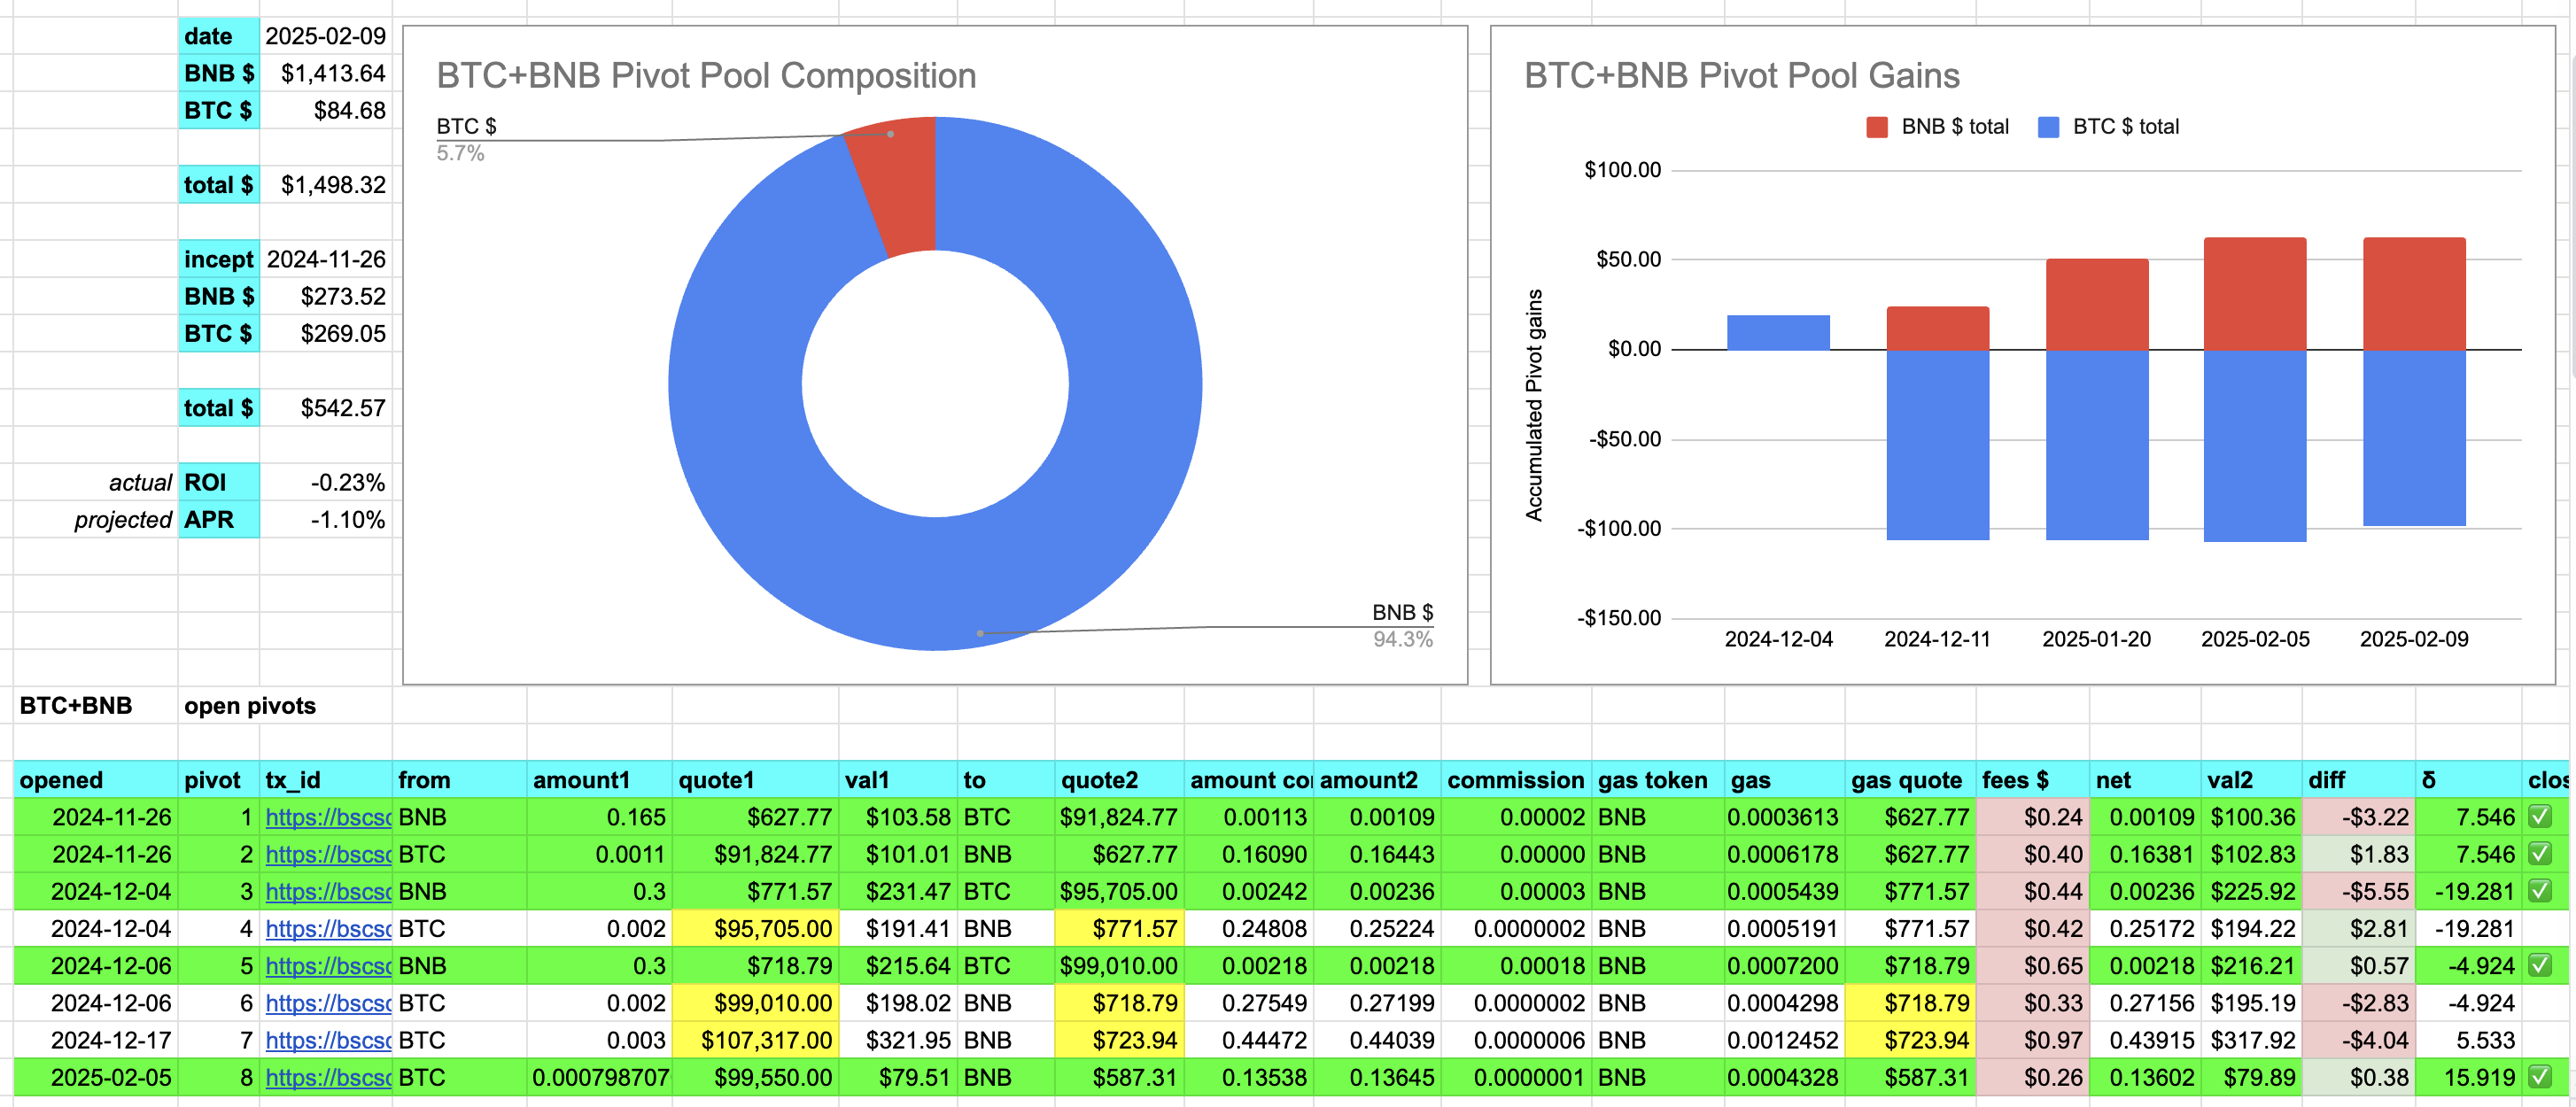 date 2025-02-09
BNB $ $1,413.64
BTC $ $84.68
total $ $1,498.32
incept 2024-11-26
BNB $ $273.52
BTC $ $269.05
total $ $542.57
actual ROI -0.23%
projected APR -1.10%
BTC+BNB Pivot Pool Composition
BTC $
5.7%
BNB $
94.3%
BTC+BNB Pivot Pool Gains
BNB $ total BTC $ total
Accumulated Pivot gains
$100.00
$50.00
$0.00
-$50.00
-$100.00
-$150.00
2024-12-04 2024-12-11 2025-01-20 2025-02-05 2025-02-09
BTC+BNB open pivots
opened pivot tx_id from amount1 quote1 val1 to quote2 amount co amount2 commission gas token gas gas quote fees $ net val2 diff δ clos
2024-11-26 1 https://bscsc BNB 0.165 $627.77 $103.58 BTC $91,824.77 0.00113 0.00109 0.00002 BNB 0.0003613 $627.77 $0.24 0.00109 $100.36 -$3.22 7.546 ✅
2024-11-26 2 https://bscsc BTC 0.0011 $91,824.77 $101.01 BNB $627.77 0.16090 0.16443 0.00000 BNB 0.0006178 $627.77 $0.40 0.16381 $102.83 $1.83 7.546 ✅
2024-12-04 3 https://bscsc BNB 0.3 $771.57 $231.47 BTC $95,705.00 0.00242 0.00236 0.00003 BNB 0.0005439 $771.57 $0.44 0.00236 $225.92 -$5.55 -19.281 ✅
2024-12-04 4 https://bscsc BTC 0.002 $95,705.00 $191.41 BNB $771.57 0.24808 0.25224 0.0000002 BNB 0.0005191 $771.57 $0.42 0.25172 $194.22 $2.81 -19.281
2024-12-06 5 https://bscsc BNB 0.3 $718.79 $215.64 BTC $99,010.00 0.00218 0.00218 0.00018 BNB 0.0007200 $718.79 $0.65 0.00218 $216.21 $0.57 -4.924 ✅
2024-12-06 6 https://bscsc BTC 0.002 $99,010.00 $198.02 BNB $718.79 0.27549 0.27199 0.0000002 BNB 0.0004298 $718.79 $0.33 0.27156 $195.19 -$2.83 -4.924
2024-12-17 7 https://bscsc BTC 0.003 $107,317.00 $321.95 BNB $723.94 0.44472 0.44039 0.0000006 BNB 0.0012452 $723.94 $0.97 0.43915 $317.92 -$4.04 5.533
2025-02-05 8 https://bscsc BTC 0.000798707 $99,550.00 $79.51 BNB $587.31 0.13538 0.13645 0.0000001 BNB 0.0004328 $587.31 $0.26 0.13602 $79.89 $0.38 15.919 ✅